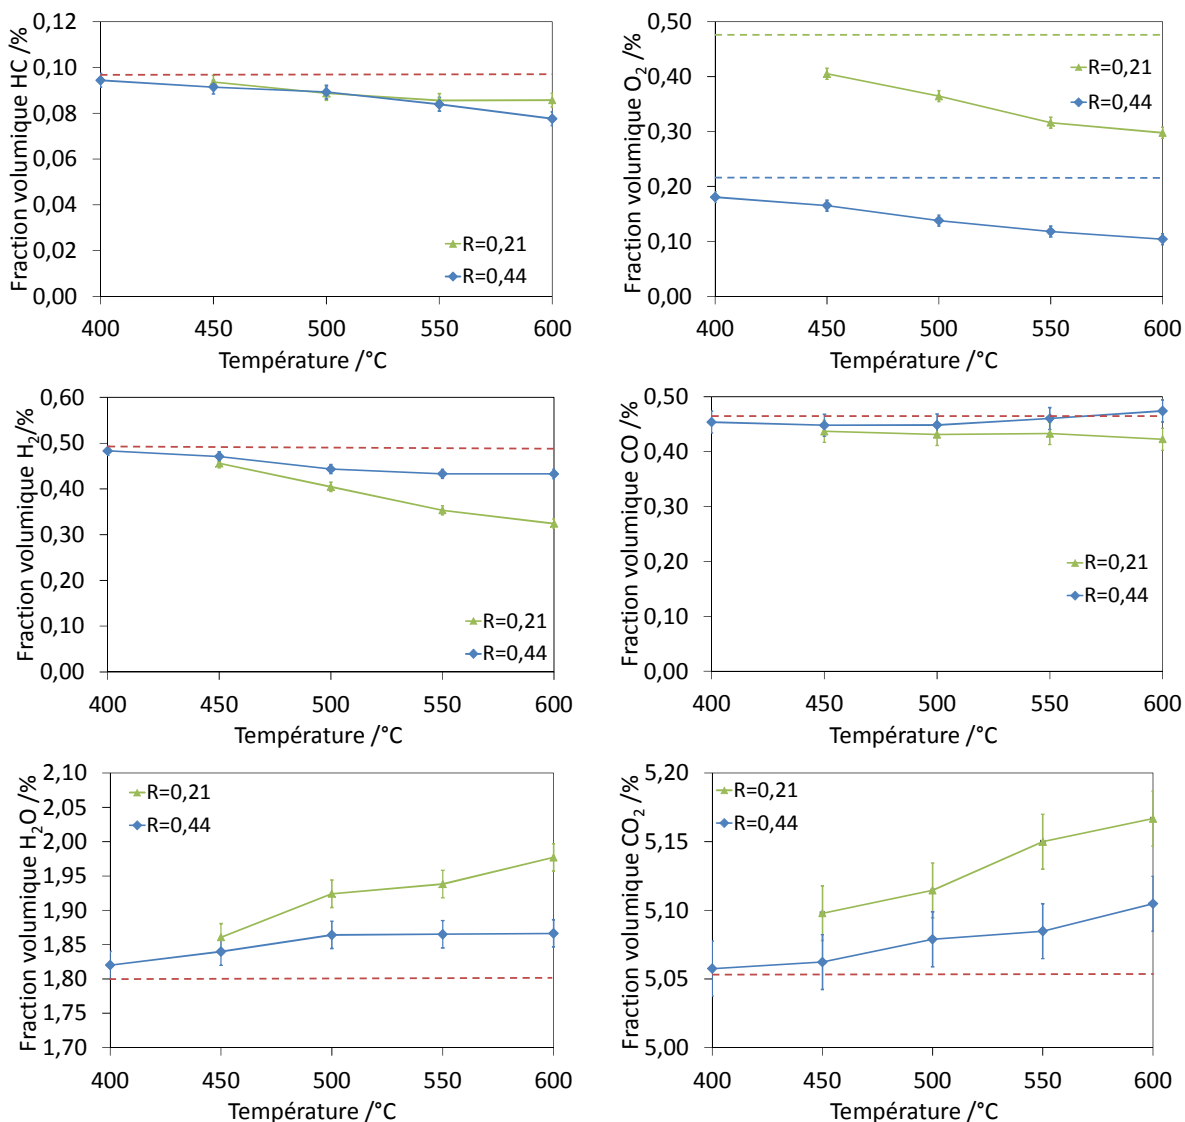 Fraction volumique HC /%
0,12
0,10
0,08
0,06
0,04
0,02
0,00
R=0,21
R=0,44
400 450 500 550 600
Température /°C
Fraction volumique O₂ /%
0,50
0,40
0,30
0,20
0,10
0,00
R=0,21
R=0,44
400 450 500 550 600
Température /°C
Fraction volumique H₂/%
0,60
0,50
0,40
0,30
0,20
0,10
0,00
R=0,21
R=0,44
400 450 500 550 600
Température /°C
Fraction volumique CO /%
0,50
0,40
0,30
0,20
0,10
0,00
R=0,21
R=0,44
400 450 500 550 600
Température /°C
Fraction volumique H₂O /%
2,10
2,05
2,00
1,95
1,90
1,85
1,80
1,75
1,70
R=0,21
R=0,44
400 450 500 550 600
Température /°C
Fraction volumique CO₂ /%
5,20
5,15
5,10
5,05
5,00
R=0,21
R=0,44
400 450 500 550 600
Température /°C